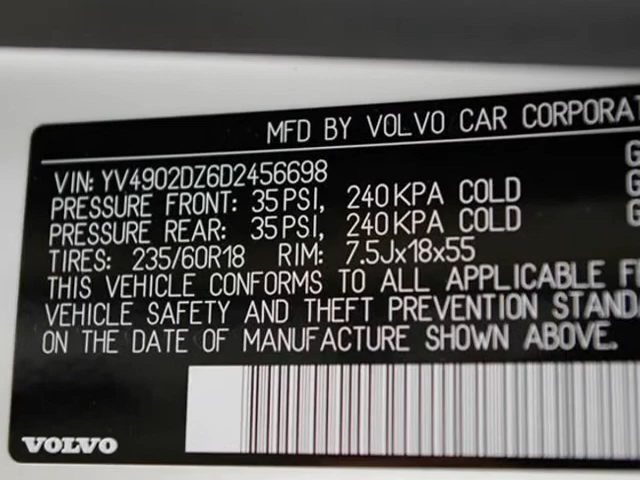 MFD BY VOLVO CAR CORPORAT
VIN: YV4902DZ6D2456698
PRESSURE FRONT: 35PSI, 240KPA COLD
PRESSURE REAR: 35PSI, 240KPA COLD
TIRES: 235/60R18 RIM: 7.5Jx18x55
THIS VEHICLE CONFORMS TO ALL APPLICABLE F
VEHICLE SAFETY AND THEFT PREVENTION STAND
ON THE DATE OF MANUFACTURE SHOWN ABOVE.
VOLVO